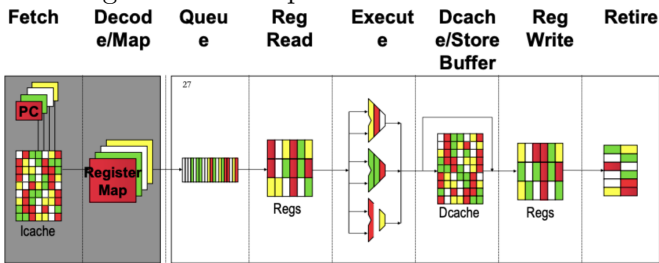 Fetch
Decod
e/Map
Queu
e
Reg
Read
Execut
e
Dcach
e/Store
Buffer
Reg
Write
Retire
27
PC
Register
Map
Icache
Regs
Dcache
Regs